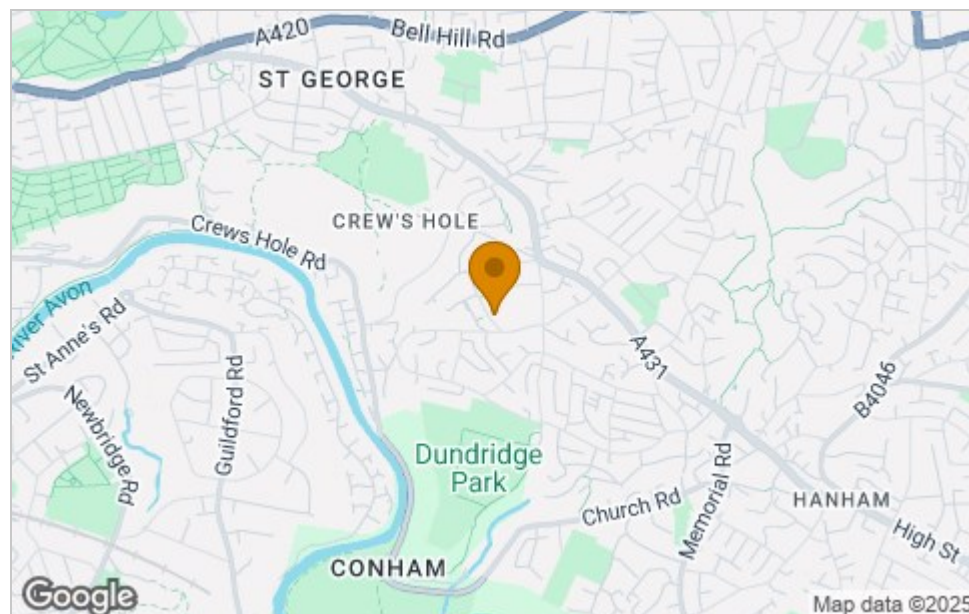 A420
Bell Hill Rd
ST GEORGE
CREW'S HOLE
Crews Hole Rd
River Avon
St Anne's Rd
A431
B4046
Newbridge Rd
Guildford Rd
Dundridge
Park
Church Rd
Memorial Rd
HANHAM
High St
CONHAM
Google
Map data ©2025